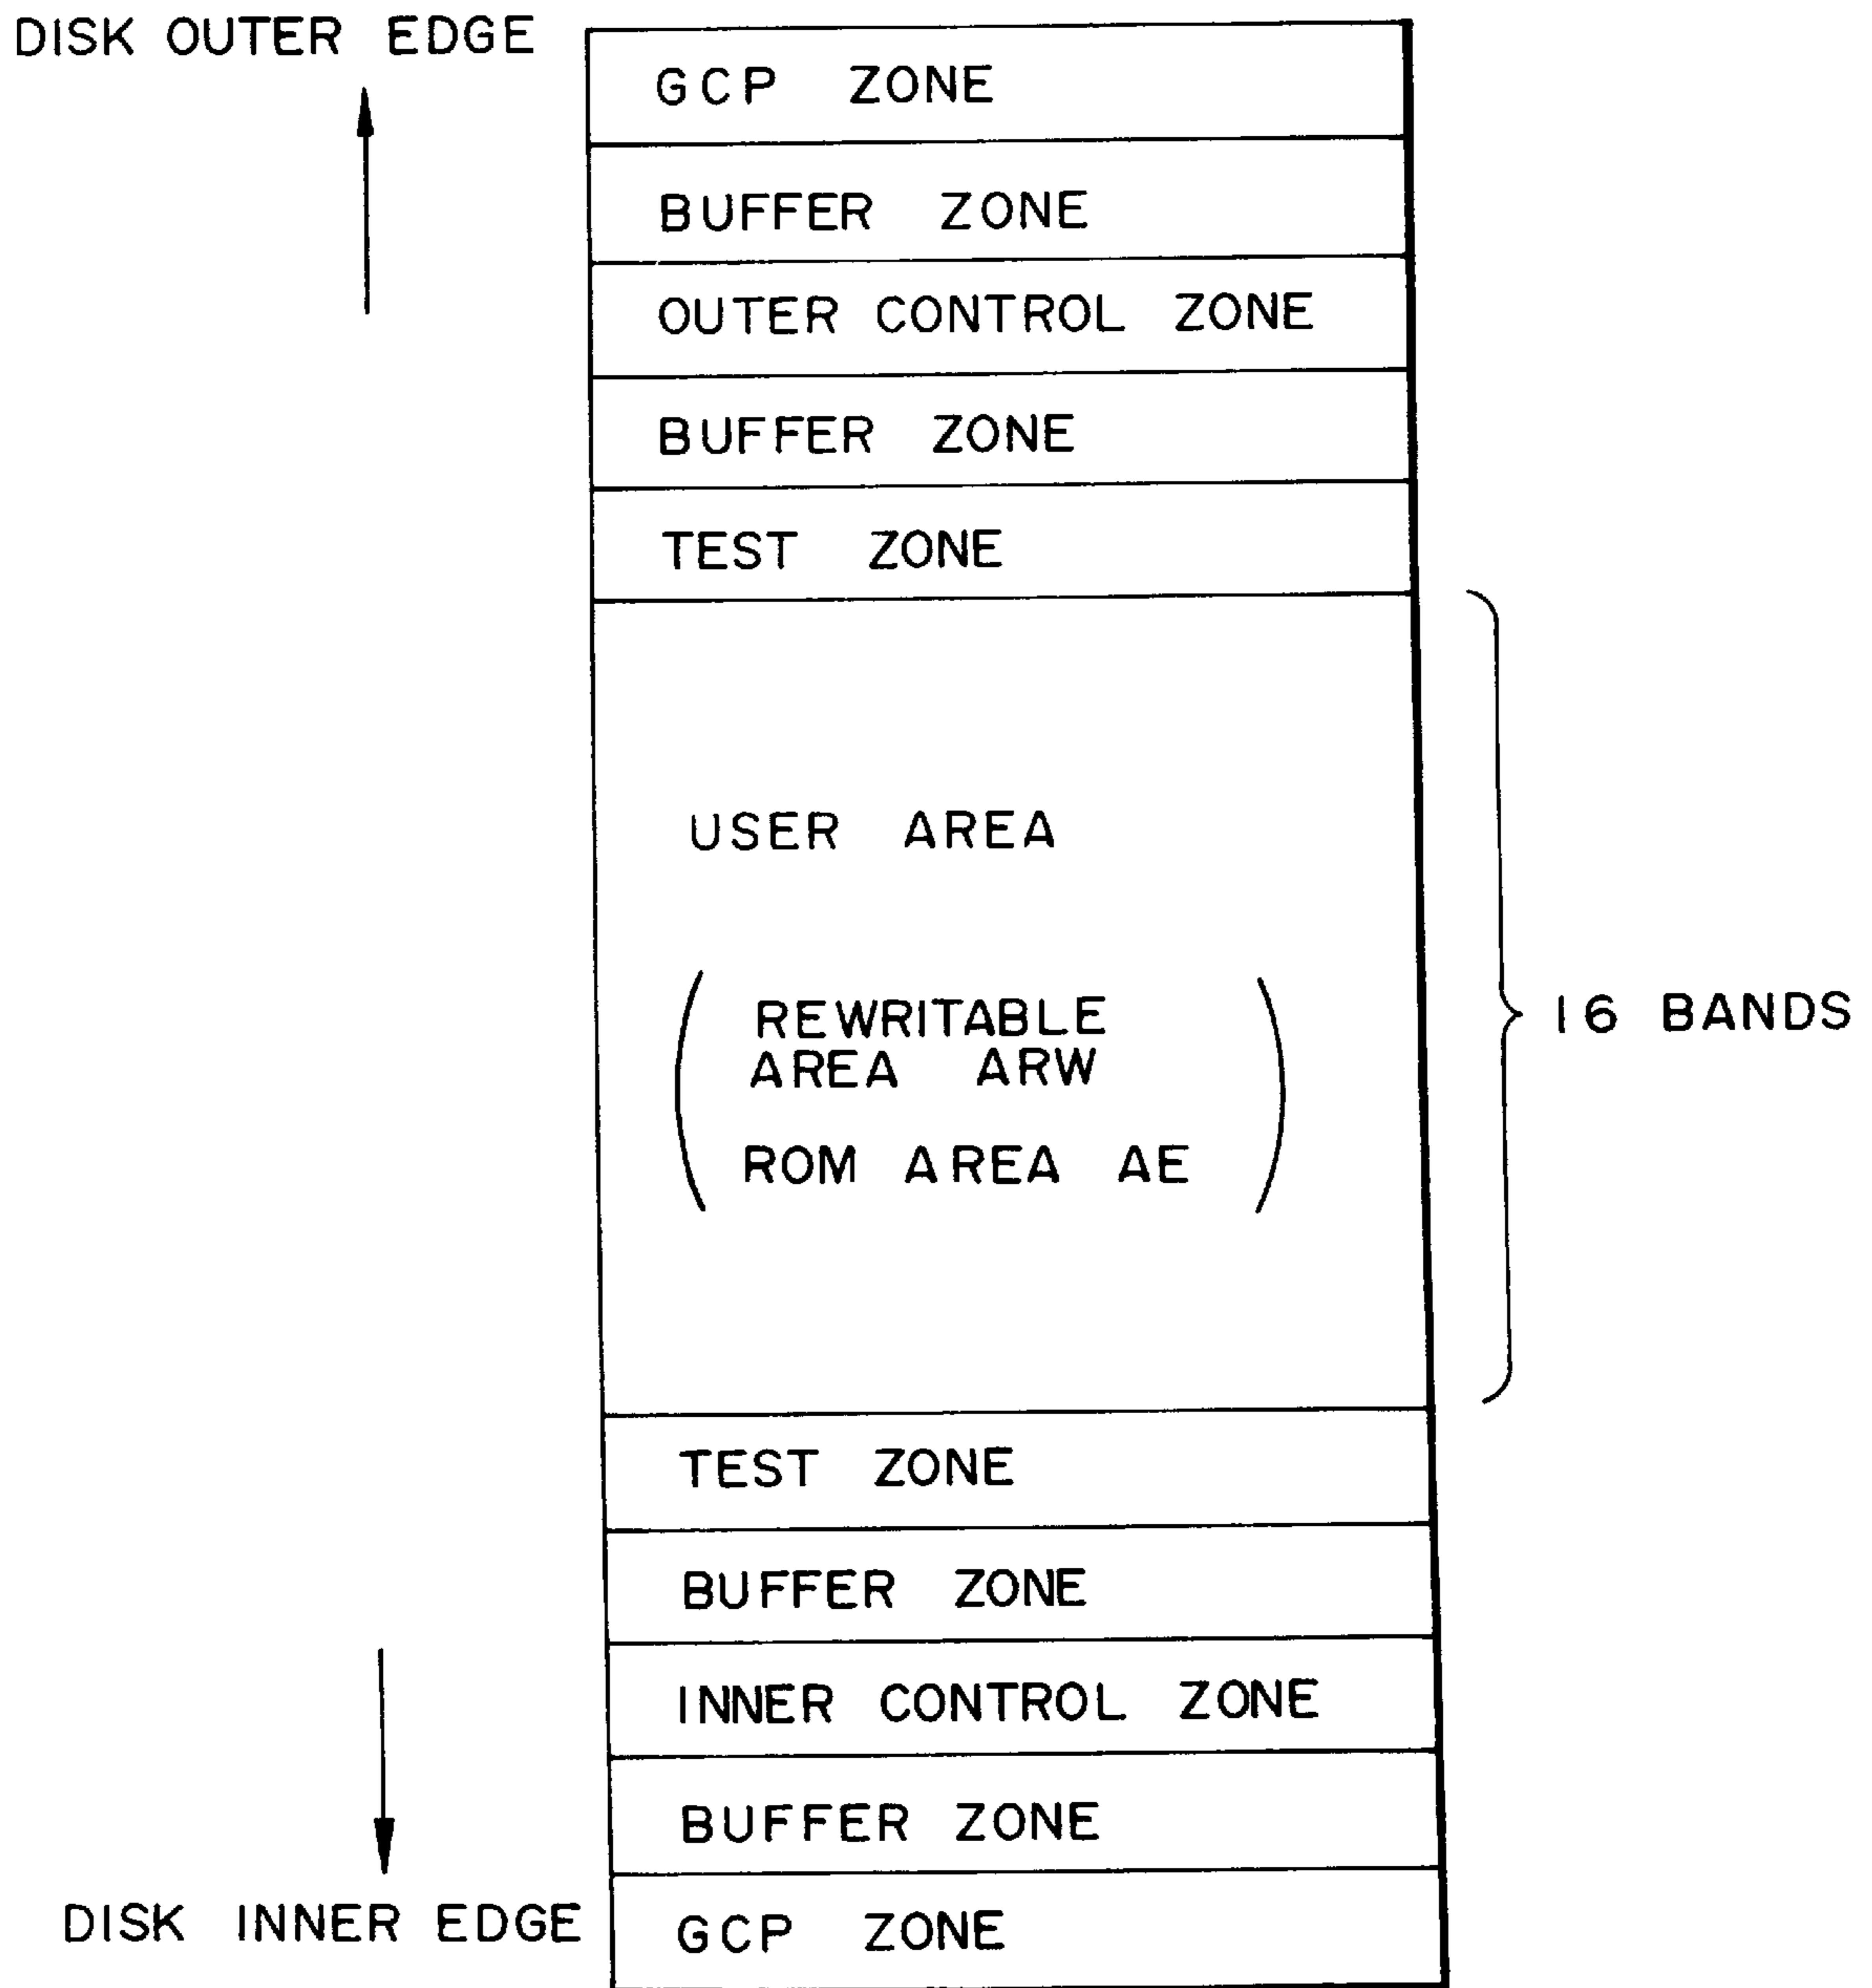 DISK OUTER EDGE
GCP ZONE
BUFFER ZONE
OUTER CONTROL ZONE
BUFFER ZONE
TEST ZONE
USER AREA
REWRITABLE
AREA ARW
ROM AREA AE
16 BANDS
TEST ZONE
BUFFER ZONE
INNER CONTROL ZONE
BUFFER ZONE
DISK INNER EDGE
GCP ZONE